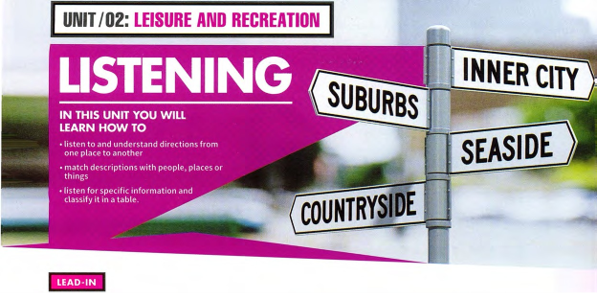 UNIT/02: LEISURE AND RECREATION
LISTENING
IN THIS UNIT YOU WILL
LEARN HOW TO
• listen to and understand directions from
one place to another
• match descriptions with people, places or
things
• listen for specific information and
classify it in a table.
SUBURBS
INNER CITY
SEASIDE
COUNTRYSIDE
LEAD-IN